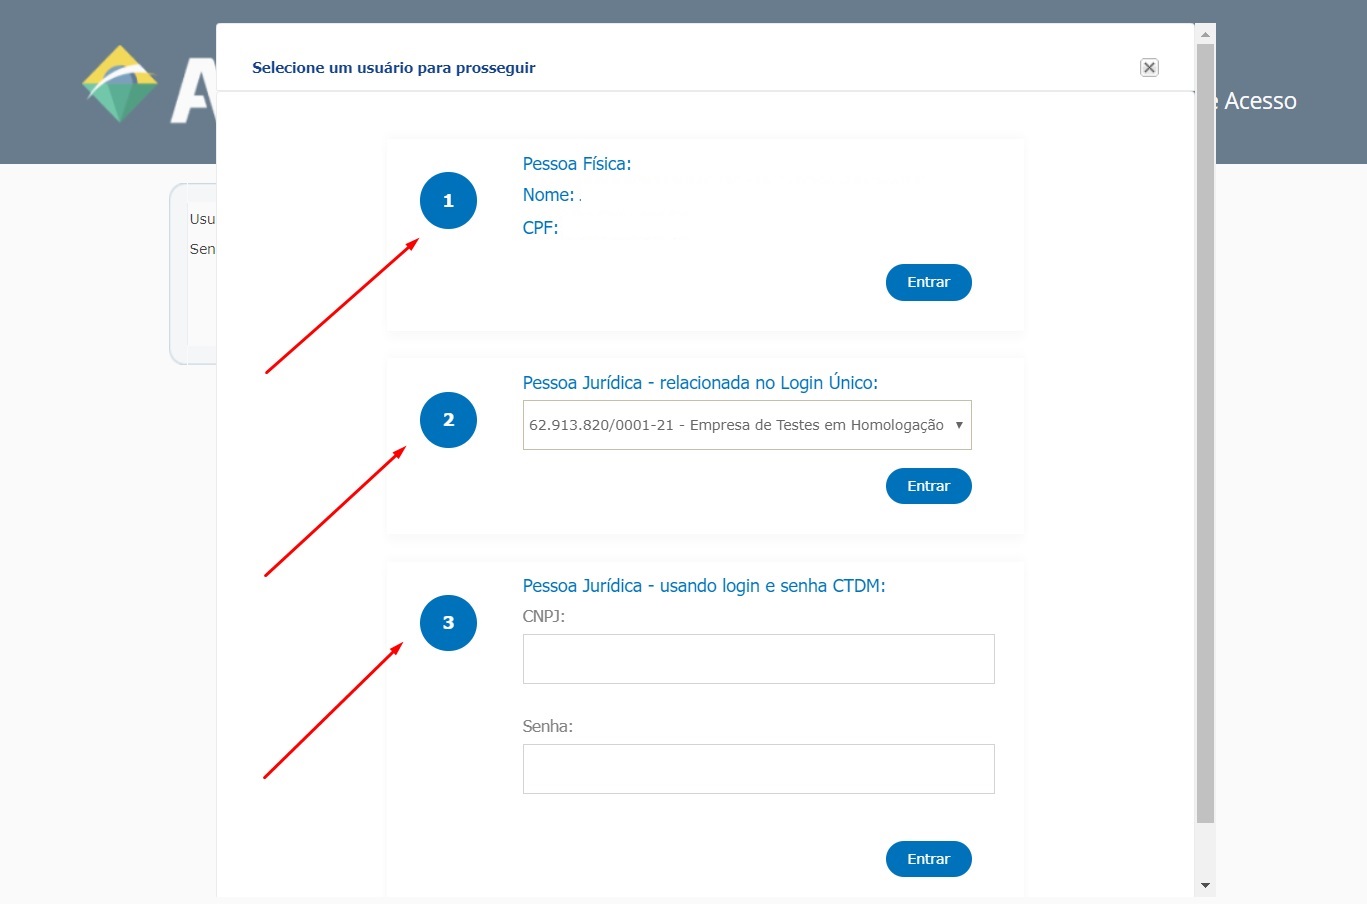 A
e Acesso
Selecione um usuário para prosseguir
Usu
Sen
1
Pessoa Física:
Nome:
CPF:
Entrar
2
Pessoa Jurídica - relacionada no Login Único:
62.913.820/0001-21 - Empresa de Testes em Homologação
Entrar
3
Pessoa Jurídica - usando login e senha CTDM:
CNPJ:
Senha:
Entrar